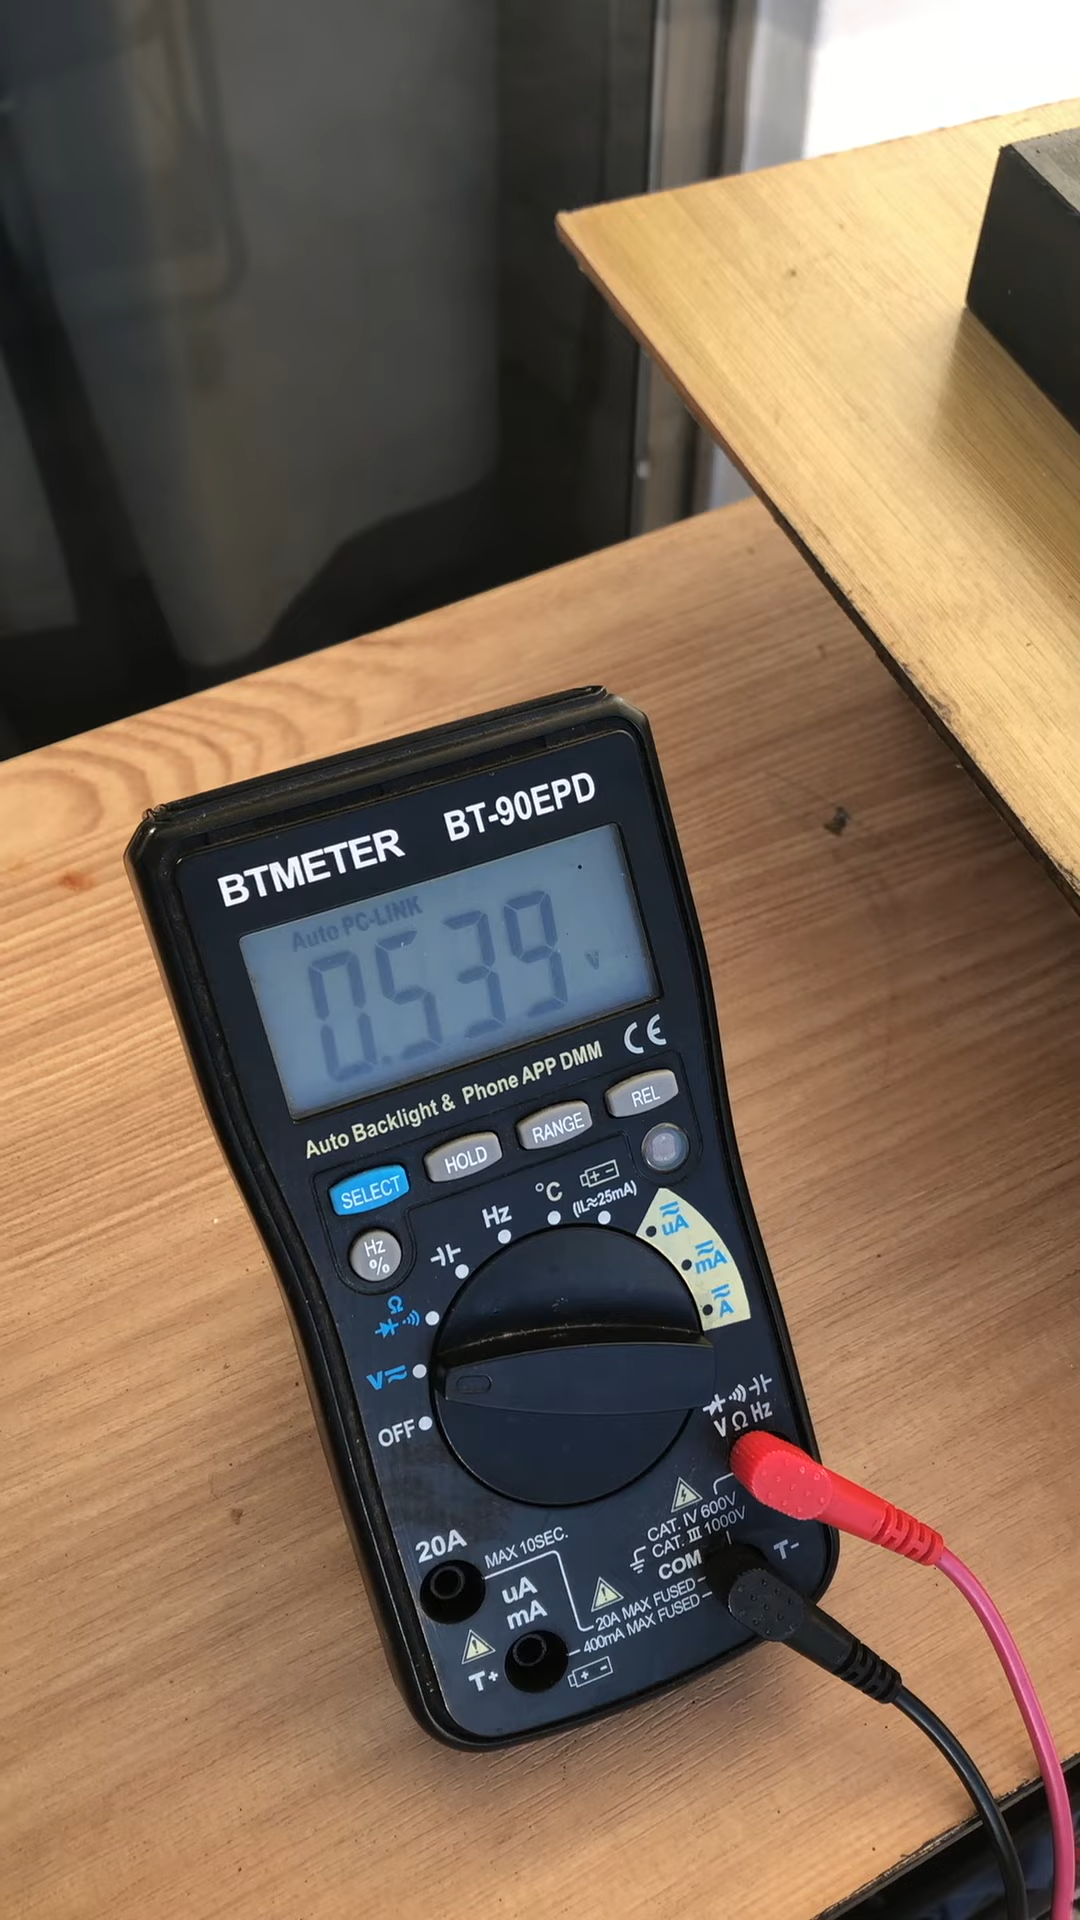 BTMETER BT-90EPD
Auto PC-LINK
0.539 V
Auto Backlight & Phone APP DMM
CE
SELECT HOLD RANGE REL
Hz
%
Hz °C
(IL≈25mA)
uA
mA
A
Ω
V
OFF
V Ω Hz
20A
MAX 10SEC.
CAT. IV 600V
CAT. III 1000V
COM
T-
uA
mA
20A MAX FUSED
400mA MAX FUSED
T+